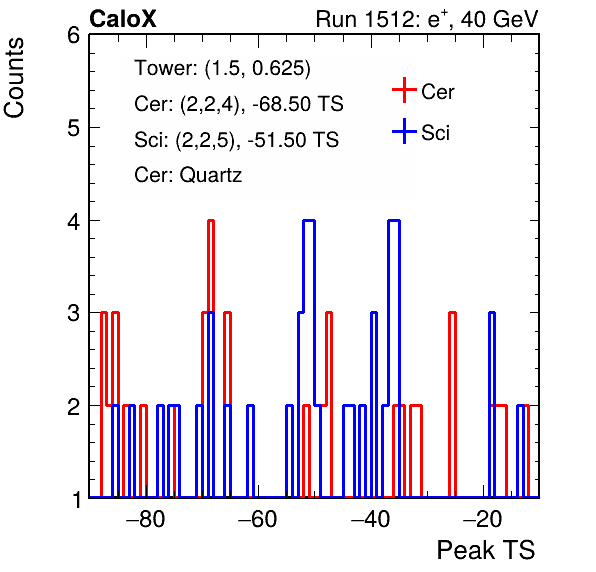 CaloX Run 1512: e⁺, 40 GeV
Counts
6
Tower: (1.5, 0.625)
Cer: (2,2,4), -68.50 TS
Sci: (2,2,5), -51.50 TS
Cer: Quartz
Cer
Sci
5
4
3
2
1
−80 −60 −40 −20
Peak TS